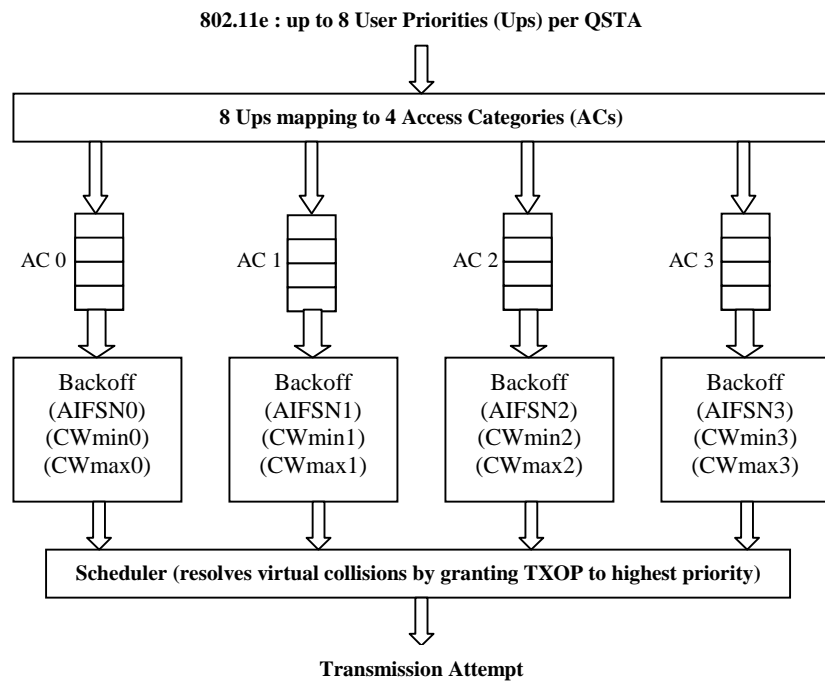 802.11e : up to 8 User Priorities (Ups) per QSTA
8 Ups mapping to 4 Access Categories (ACs)
AC 0
AC 1
AC 2
AC 3
Backoff
(AIFSN0)
(CWmin0)
(CWmax0)
Backoff
(AIFSN1)
(CWmin1)
(CWmax1)
Backoff
(AIFSN2)
(CWmin2)
(CWmax2)
Backoff
(AIFSN3)
(CWmin3)
(CWmax3)
Scheduler (resolves virtual collisions by granting TXOP to highest priority)
Transmission Attempt